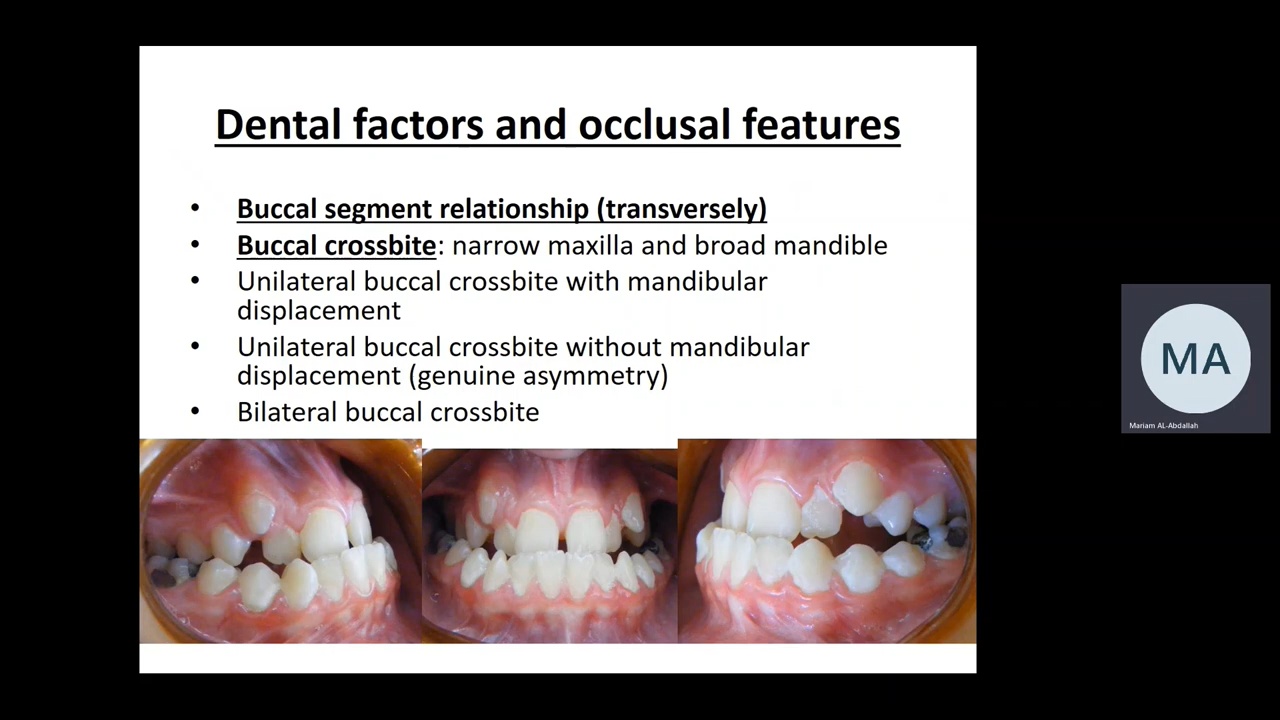 Dental factors and occlusal features
• Buccal segment relationship (transversely)
• Buccal crossbite: narrow maxilla and broad mandible
• Unilateral buccal crossbite with mandibular
displacement
• Unilateral buccal crossbite without mandibular
displacement (genuine asymmetry)
• Bilateral buccal crossbite
MA
Mariam AL-Abdallah